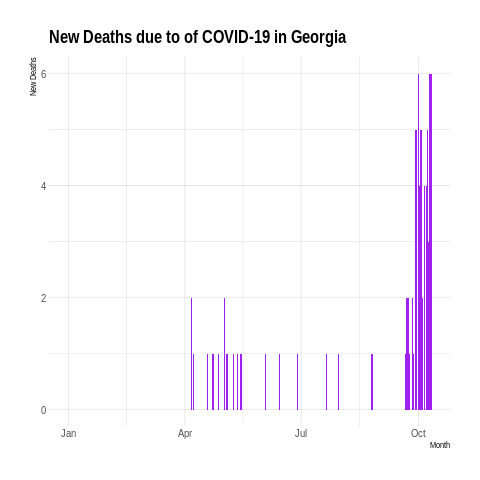 New Deaths due to of COVID-19 in Georgia
New Deaths
6
4
2
0
Jan Apr Jul Oct
Month